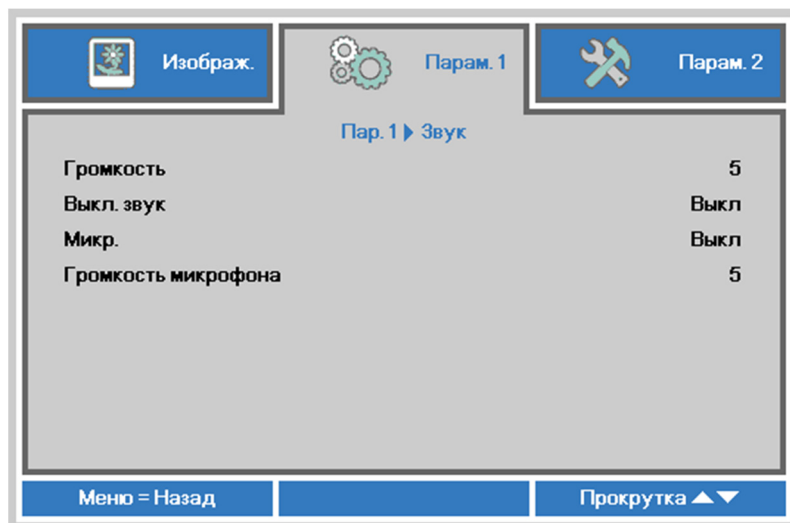 Изображ.
Парам. 1
Парам. 2
Пар. 1 ▶ Звук
Громкость 5
Выкл. звук Выкл
Микр. Выкл
Громкость микрофона 5
Меню = Назад
Прокрутка ▲▼